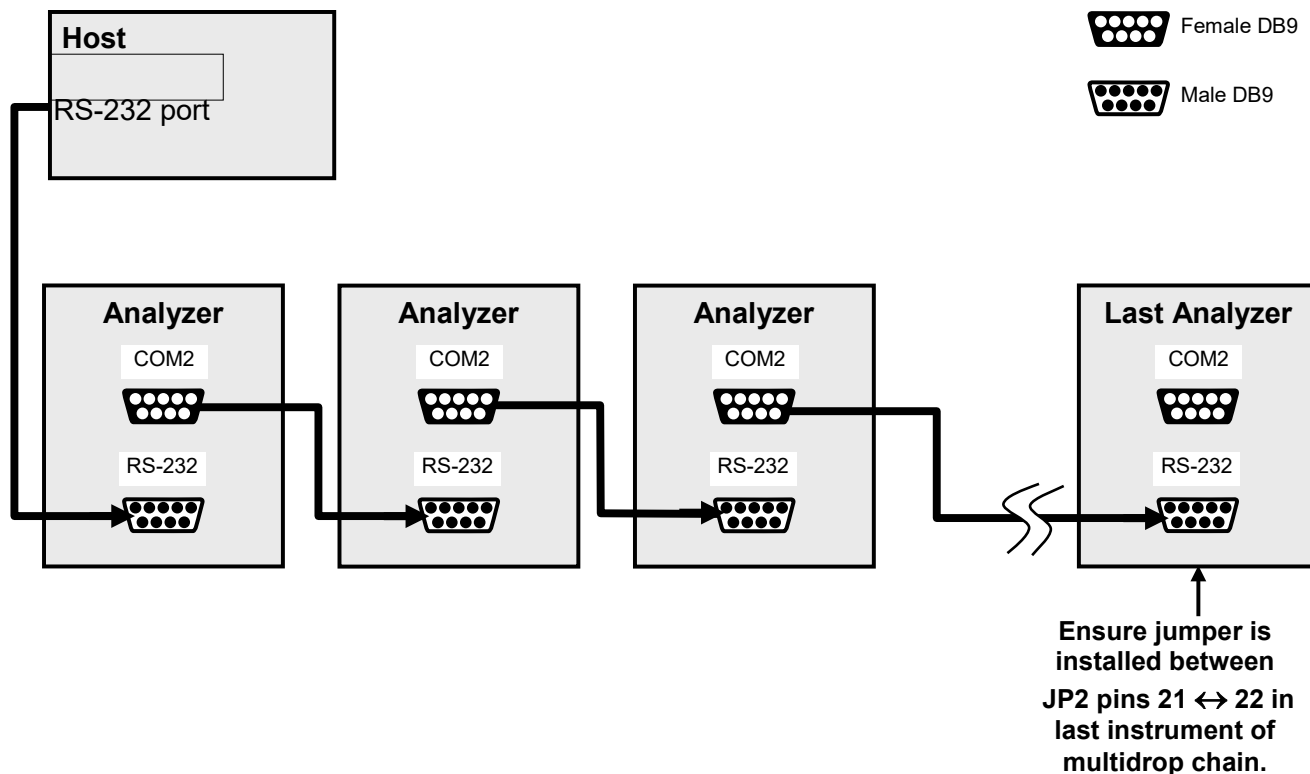 Host
RS-232 port
Female DB9
Male DB9
Analyzer
COM2
RS-232
Analyzer
COM2
RS-232
Analyzer
COM2
RS-232
Last Analyzer
COM2
RS-232
Ensure jumper is
installed between
JP2 pins 21 ↔ 22 in
last instrument of
multidrop chain.